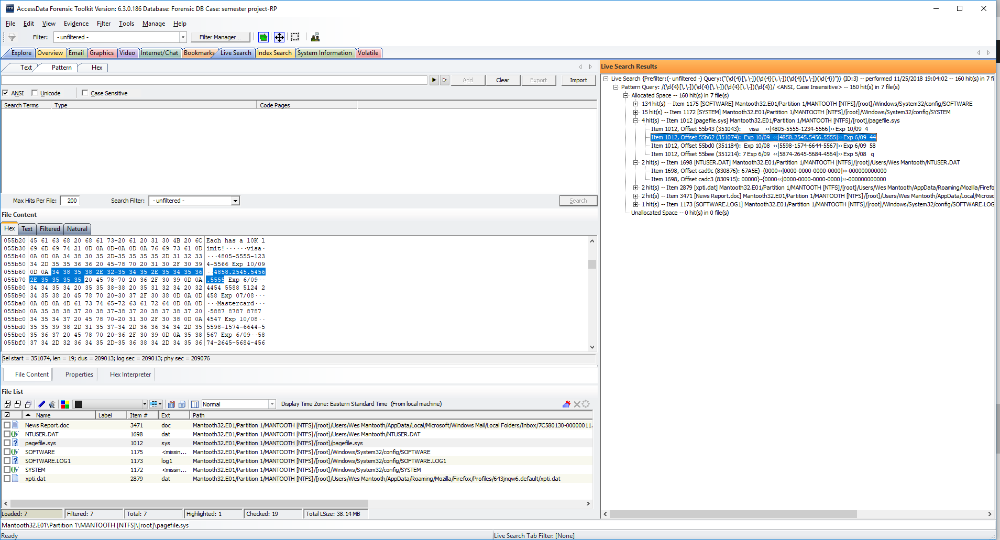 AccessData Forensic Toolkit Version: 6.3.0.186 Database: Forensic DB Case: semester project-RP
File Edit View Evidence Filter Tools Manage Help
Filter: - unfiltered - Filter Manager...
Explore Overview Email Graphics Video Internet/Chat Bookmarks Live Search Index Search System Information Volatile
Text Pattern Hex
Add Clear Export Import
ANSI Unicode Case Sensitive
Search Terms Type Code Pages
Max Hits Per File: 200 Search Filter: - unfiltered - Search
File Content
Hex Text Filtered Natural
055b20 45 61 63 68 20 68 61 73-20 61 20 31 30 4B 20 6C Each has a 10K l
055b30 69 6D 69 74 21 0D 0A 0D-0A 0D 0A 76 69 73 61 0D imit!······visa·
055b40 0A 0D 0A 34 38 30 35 2D-35 35 35 35 2D 31 32 33 ···4805-5555-123
055b50 34 2D 35 35 36 36 20 45-78 70 20 31 30 2F 30 39 4-5566 Exp 10/09
055b60 0D 0A 34 38 35 38 2E 32-35 34 35 2E 35 34 35 36 ··4858.2545.5456
055b70 2E 35 35 35 35 20 45 78-70 20 36 2F 30 39 0D 0A .5555 Exp 6/09··
055b80 34 34 35 34 20 35 35 38-38 20 35 31 32 34 20 32 4454 5588 5124 2
055b90 34 35 38 20 45 78 70 20-30 37 2F 30 38 0D 0A 0D 458 Exp 07/08···
055ba0 0A 0D 0A 4D 61 73 74 65-72 63 61 72 64 0D 0A 0D ···Mastercard···
055bb0 0A 35 38 38 37 20 38 37-38 37 20 38 37 38 37 20 ·5887 8787 8787
055bc0 34 35 34 37 20 45 78 70-20 31 30 2F 30 38 0D 0A 4547 Exp 10/08··
055bd0 35 35 39 38 2D 31 35 37-34 2D 36 36 34 34 2D 35 5598-1574-6644-5
055be0 35 36 37 20 45 78 70 20-36 2F 30 39 0D 0A 35 38 567 Exp 6/09··58
055bf0 37 34 2D 32 36 34 35 2D-35 36 38 34 2D 34 35 36 74-2645-5684-456
Sel start = 351074, len = 19; clus = 209013; log sec = 209013; phy sec = 209076
File Content Properties Hex Interpreter
File List
Normal Display Time Zone: Eastern Standard Time (From local machine)
Name Label Item # Ext Path
News Report.doc 3471 doc Mantooth32.E01/Partition 1/MANTOOTH [NTFS]/[root]/Users/Wes Mantooth/AppData/Local/Microsoft/Windows Mail/Local Folders/Inbox/7C580130-00000011.
NTUSER.DAT 1698 dat Mantooth32.E01/Partition 1/MANTOOTH [NTFS]/[root]/Users/Wes Mantooth/NTUSER.DAT
pagefile.sys 1012 sys Mantooth32.E01/Partition 1/MANTOOTH [NTFS]/[root]/pagefile.sys
SOFTWARE 1175 <missin... Mantooth32.E01/Partition 1/MANTOOTH [NTFS]/[root]/Windows/System32/config/SOFTWARE
SOFTWARE.LOG1 1173 log1 Mantooth32.E01/Partition 1/MANTOOTH [NTFS]/[root]/Windows/System32/config/SOFTWARE.LOG1
SYSTEM 1172 <missin... Mantooth32.E01/Partition 1/MANTOOTH [NTFS]/[root]/Windows/System32/config/SYSTEM
xpti.dat 2879 dat Mantooth32.E01/Partition 1/MANTOOTH [NTFS]/[root]/Users/Wes Mantooth/AppData/Roaming/Mozilla/Firefox/Profiles/643jnqw6.default/xpti.dat
Loaded: 7 Filtered: 7 Total: 7 Highlighted: 1 Checked: 19 Total LSize: 38.14 MB
Mantooth32.E01\Partition 1\MANTOOTH [NTFS]\[root]\pagefile.sys
Ready Live Search Tab Filter: [None]
Live Search Results
Live Search {Prefilter:(- unfiltered -) Query:("(\d{4}[\.\-])(\d{4}[\.\-])(\d{4}[\.\-])(\d{4})")} (ID:3) -- performed 11/25/2018 19:04:02 -- 160 hit(s) in 7 fi
Pattern Query: /(\d{4}[\.\-])(\d{4}[\.\-])(\d{4}[\.\-])(\d{4})/ <ANSI, Case Insensitive> -- 160 hit(s) in 7 file(s)
Allocated Space -- 160 hit(s) in 7 file(s)
134 hit(s) -- Item 1175 [SOFTWARE] Mantooth32.E01/Partition 1/MANTOOTH [NTFS]/[root]/Windows/System32/config/SOFTWARE
15 hit(s) -- Item 1172 [SYSTEM] Mantooth32.E01/Partition 1/MANTOOTH [NTFS]/[root]/Windows/System32/config/SYSTEM
4 hit(s) -- Item 1012 [pagefile.sys] Mantooth32.E01/Partition 1/MANTOOTH [NTFS]/[root]/pagefile.sys
Item 1012, Offset 55b43 (351043): visa «|4805-5555-1234-5566|» Exp 10/09 4
Item 1012, Offset 55b62 (351074): Exp 10/09 «|4858.2545.5456.5555|» Exp 6/09 44
Item 1012, Offset 55bd0 (351184): Exp 10/08 «|5598-1574-6644-5567|» Exp 6/09 58
Item 1012, Offset 55bee (351214): 7 Exp 6/09 «|5874-2645-5684-4564|» Exp 5/08 q
2 hit(s) -- Item 1698 [NTUSER.DAT] Mantooth32.E01/Partition 1/MANTOOTH [NTFS]/[root]/Users/Wes Mantooth/NTUSER.DAT
Item 1698, Offset cad9c (830876): 67A5E}-{0000«|0000-0000-0000-0000|»-000000000000
Item 1698, Offset cadc3 (830915): 00000}-{0000«|0000-0000-0000-0000|»-000000000000
2 hit(s) -- Item 2879 [xpti.dat] Mantooth32.E01/Partition 1/MANTOOTH [NTFS]/[root]/Users/Wes Mantooth/AppData/Roaming/Mozilla/Firefo
2 hit(s) -- Item 3471 [News Report.doc] Mantooth32.E01/Partition 1/MANTOOTH [NTFS]/[root]/Users/Wes Mantooth/AppData/Local/Microso
1 hit(s) -- Item 1173 [SOFTWARE.LOG1] Mantooth32.E01/Partition 1/MANTOOTH [NTFS]/[root]/Windows/System32/config/SOFTWARE.LOG
Unallocated Space -- 0 hit(s) in 0 file(s)